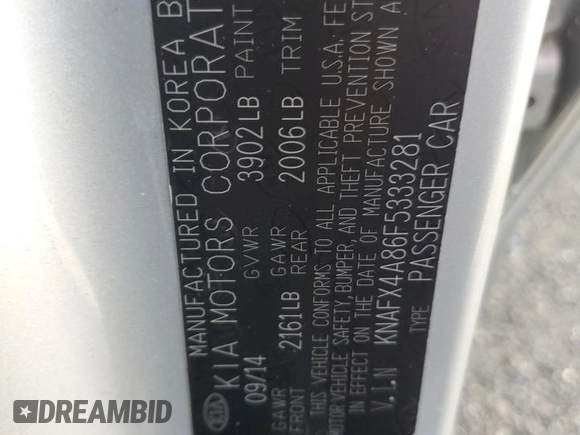 MANUFACTURED IN KOREA B
KIA KIA MOTORS CORPORAT
09/14 GVWR 3902LB PAINT
GAWR FRONT 2161LB GAWR REAR 2006LB TRIM
THIS VEHICLE CONFORMS TO ALL APPLICABLE U.S.A. FE
MOTOR VEHICLE SAFETY, BUMPER, AND THEFT PREVENTION ST
IN EFFECT ON THE DATE OF MANUFACTURE SHOWN A
V.I.N KNAFX4A86F5333281
TYPE PASSENGER CAR
DREAMBID